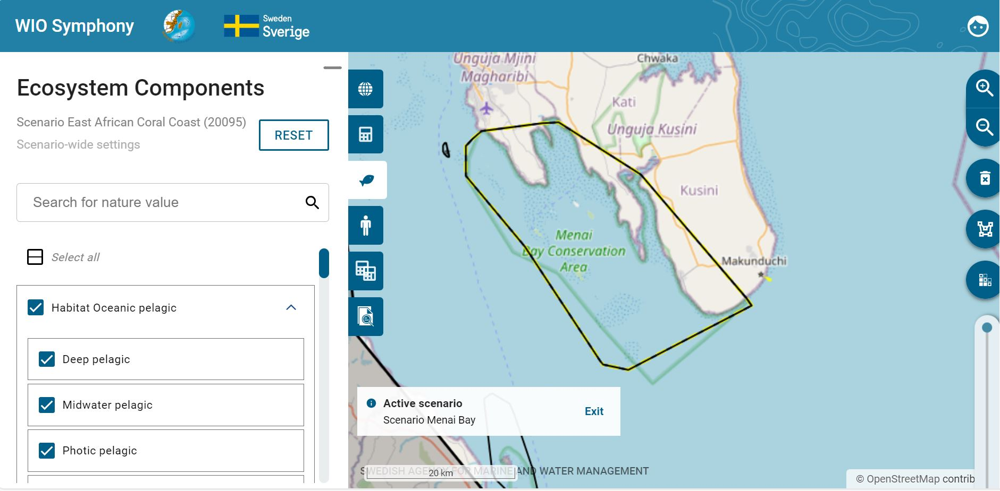 WIO Symphony
Sweden
Sverige
Ecosystem Components
Scenario East African Coral Coast (20095)
Scenario-wide settings
RESET
Search for nature value
Select all
Habitat Oceanic pelagic
Deep pelagic
Midwater pelagic
Photic pelagic
Unguja Mjini
Magharibi
Chwaka
Kati
Unguja Kusini
Kusini
Menai
Bay Conservation
Area
Makunduchi
Active scenario
Scenario Menai Bay
Exit
SWEDISH AGENCY FOR MARINE AND WATER MANAGEMENT
20 km
© OpenStreetMap contrib